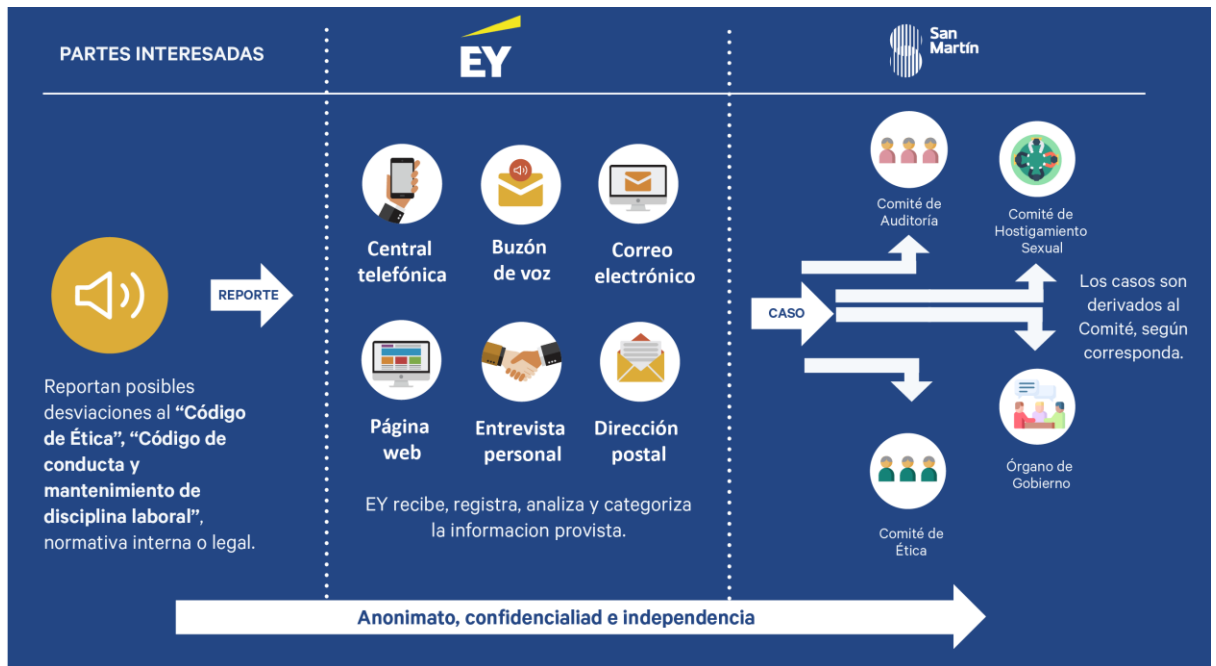 PARTES INTERESADAS
EY
San
Martín
REPORTE
Reportan posibles
desviaciones al “Código
de Ética”, “Código de
conducta y
mantenimiento de
disciplina laboral”,
normativa interna o legal.
Central
telefónica
Buzón
de voz
Correo
electrónico
Página
web
Entrevista
personal
Dirección
postal
EY recibe, registra, analiza y categoriza
la informacion provista.
CASO
Comité de
Auditoría
Comité de
Hostigamiento
Sexual
Los casos son
derivados al
Comité, según
corresponda.
Comité de
Ética
Órgano de
Gobierno
Anonimato, confidencialiad e independencia